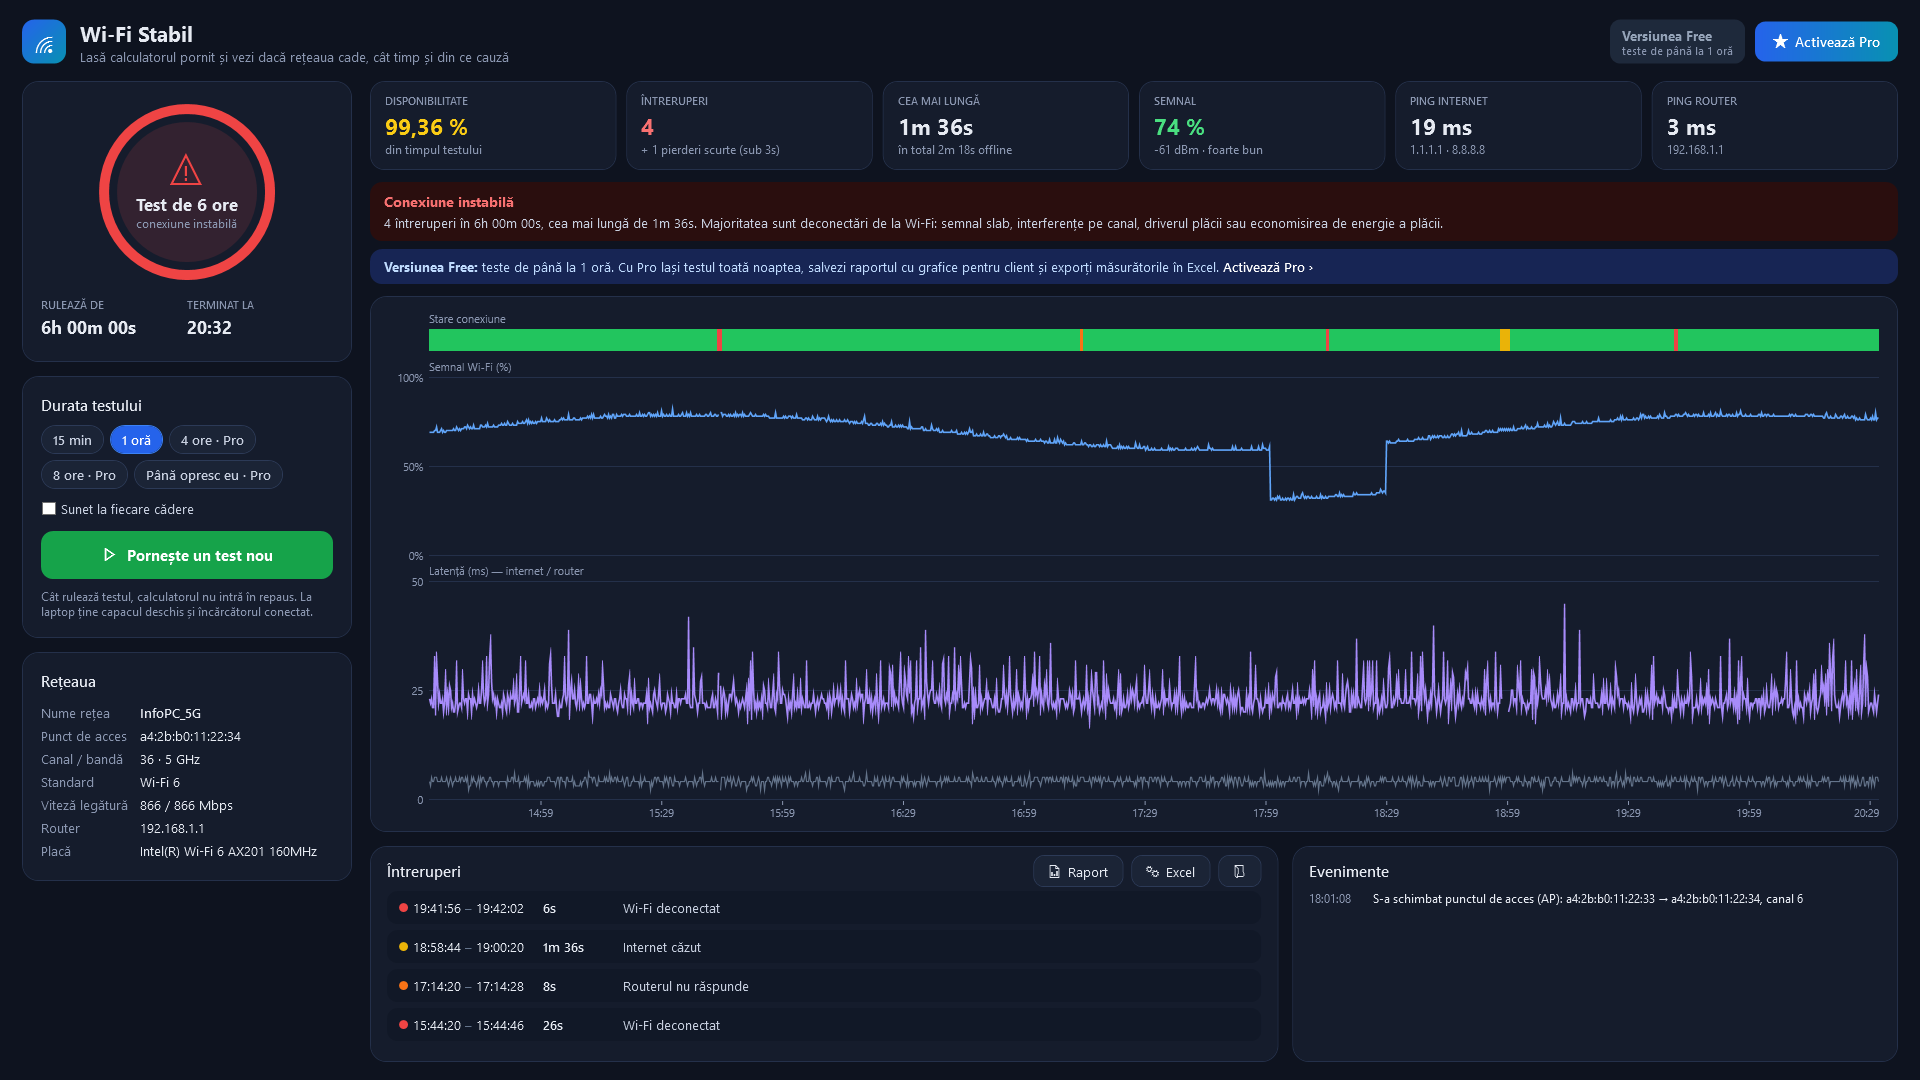 Wi-Fi Stabil
Lasă calculatorul pornit și vezi dacă rețeaua cade, cât timp și din ce cauză
Versiunea Free
teste de până la 1 oră
Activează Pro
Test de 6 ore
conexiune instabilă
RULEAZĂ DE
6h 00m 00s
TERMINAT LA
20:32
DISPONIBILITATE
99,36 %
din timpul testului
ÎNTRERUPERI
4
+ 1 pierderi scurte (sub 3s)
CEA MAI LUNGĂ
1m 36s
în total 2m 18s offline
SEMNAL
74 %
-61 dBm · foarte bun
PING INTERNET
19 ms
1.1.1.1 · 8.8.8.8
PING ROUTER
3 ms
192.168.1.1
Conexiune instabilă
4 întreruperi în 6h 00m 00s, cea mai lungă de 1m 36s. Majoritatea sunt deconectări de la Wi-Fi: semnal slab, interferențe pe canal, driverul plăcii sau economisirea de energie a plăcii.
Versiunea Free: teste de până la 1 oră. Cu Pro lași testul toată noaptea, salvezi raportul cu grafice pentru client și exporți măsurătorile în Excel. Activează Pro ›
Durata testului
15 min
1 oră
4 ore · Pro
8 ore · Pro
Până opresc eu · Pro
Sunet la fiecare cădere
Pornește un test nou
Cât rulează testul, calculatorul nu intră în repaus. La
laptop ține capacul deschis și încărcătorul conectat.
Rețeaua
Nume rețea InfoPC_5G
Punct de acces a4:2b:b0:11:22:34
Canal / bandă 36 · 5 GHz
Standard Wi-Fi 6
Viteză legătură 866 / 866 Mbps
Router 192.168.1.1
Placă Intel(R) Wi-Fi 6 AX201 160MHz
Stare conexiune
Semnal Wi-Fi (%)
100%
50%
0%
Latență (ms) — internet / router
50
25
0
14:59 15:29 15:59 16:29 16:59 17:29 17:59 18:29 18:59 19:29 19:59 20:29
Întreruperi
Raport
Excel
19:41:56 – 19:42:02 6s Wi-Fi deconectat
18:58:44 – 19:00:20 1m 36s Internet căzut
17:14:20 – 17:14:28 8s Routerul nu răspunde
15:44:20 – 15:44:46 26s Wi-Fi deconectat
Evenimente
18:01:08 S-a schimbat punctul de acces (AP): a4:2b:b0:11:22:33 → a4:2b:b0:11:22:34, canal 6